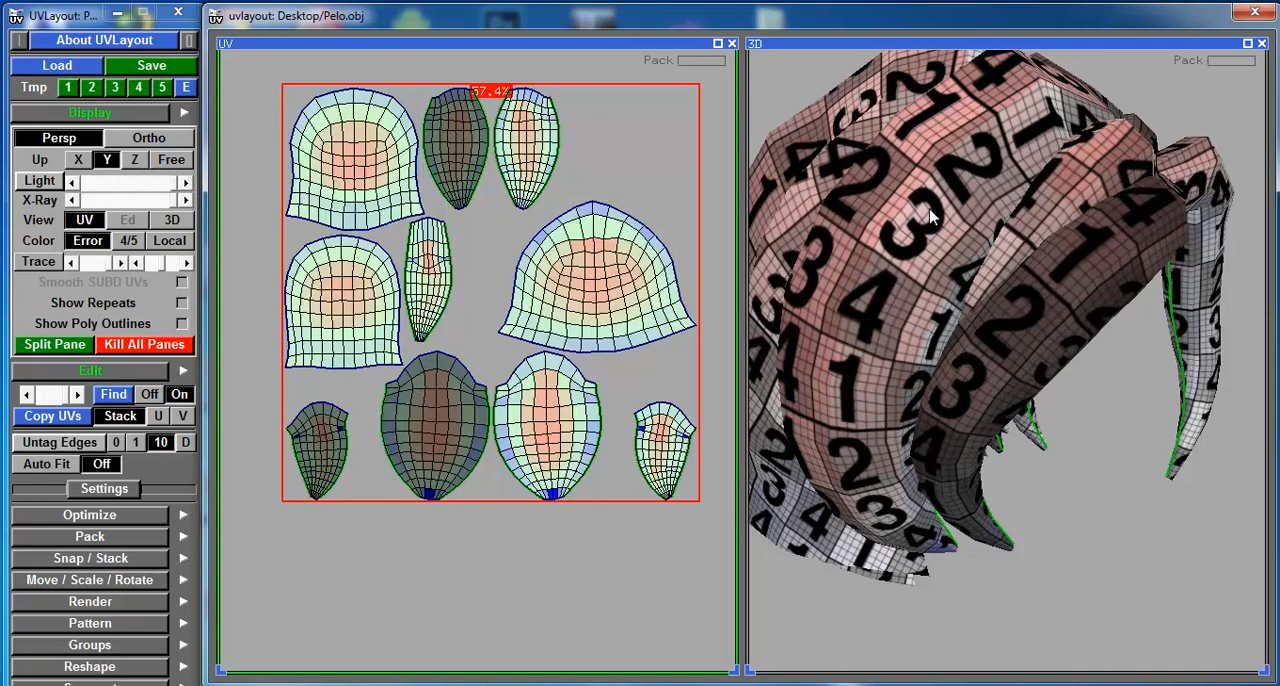 UVLayout: P...
About UVLayout
Load Save
Tmp 1 2 3 4 5 E
Display
Persp Ortho
Up X Y Z Free
Light
X-Ray
View UV Ed 3D
Color Error 4/5 Local
Trace
Smooth SUBD UVs
Show Repeats
Show Poly Outlines
Split Pane Kill All Panes
Edit
Find Off On
Copy UVs Stack U V
Untag Edges 0 1 10 D
Auto Fit Off
Settings
Optimize
Pack
Snap / Stack
Move / Scale / Rotate
Render
Pattern
Groups
Reshape
uvlayout: Desktop/Pelo.obj
UV
Pack
57.4%
3D
Pack